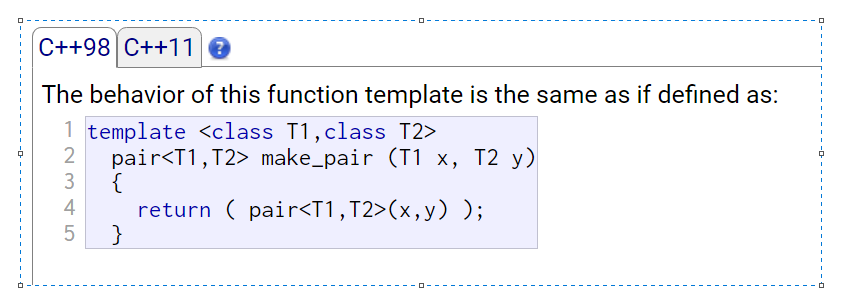 C++98 C++11 ?
The behavior of this function template is the same as if defined as:
1 template <class T1,class T2>
2   pair<T1,T2> make_pair (T1 x, T2 y)
3   {
4     return ( pair<T1,T2>(x,y) );
5   }